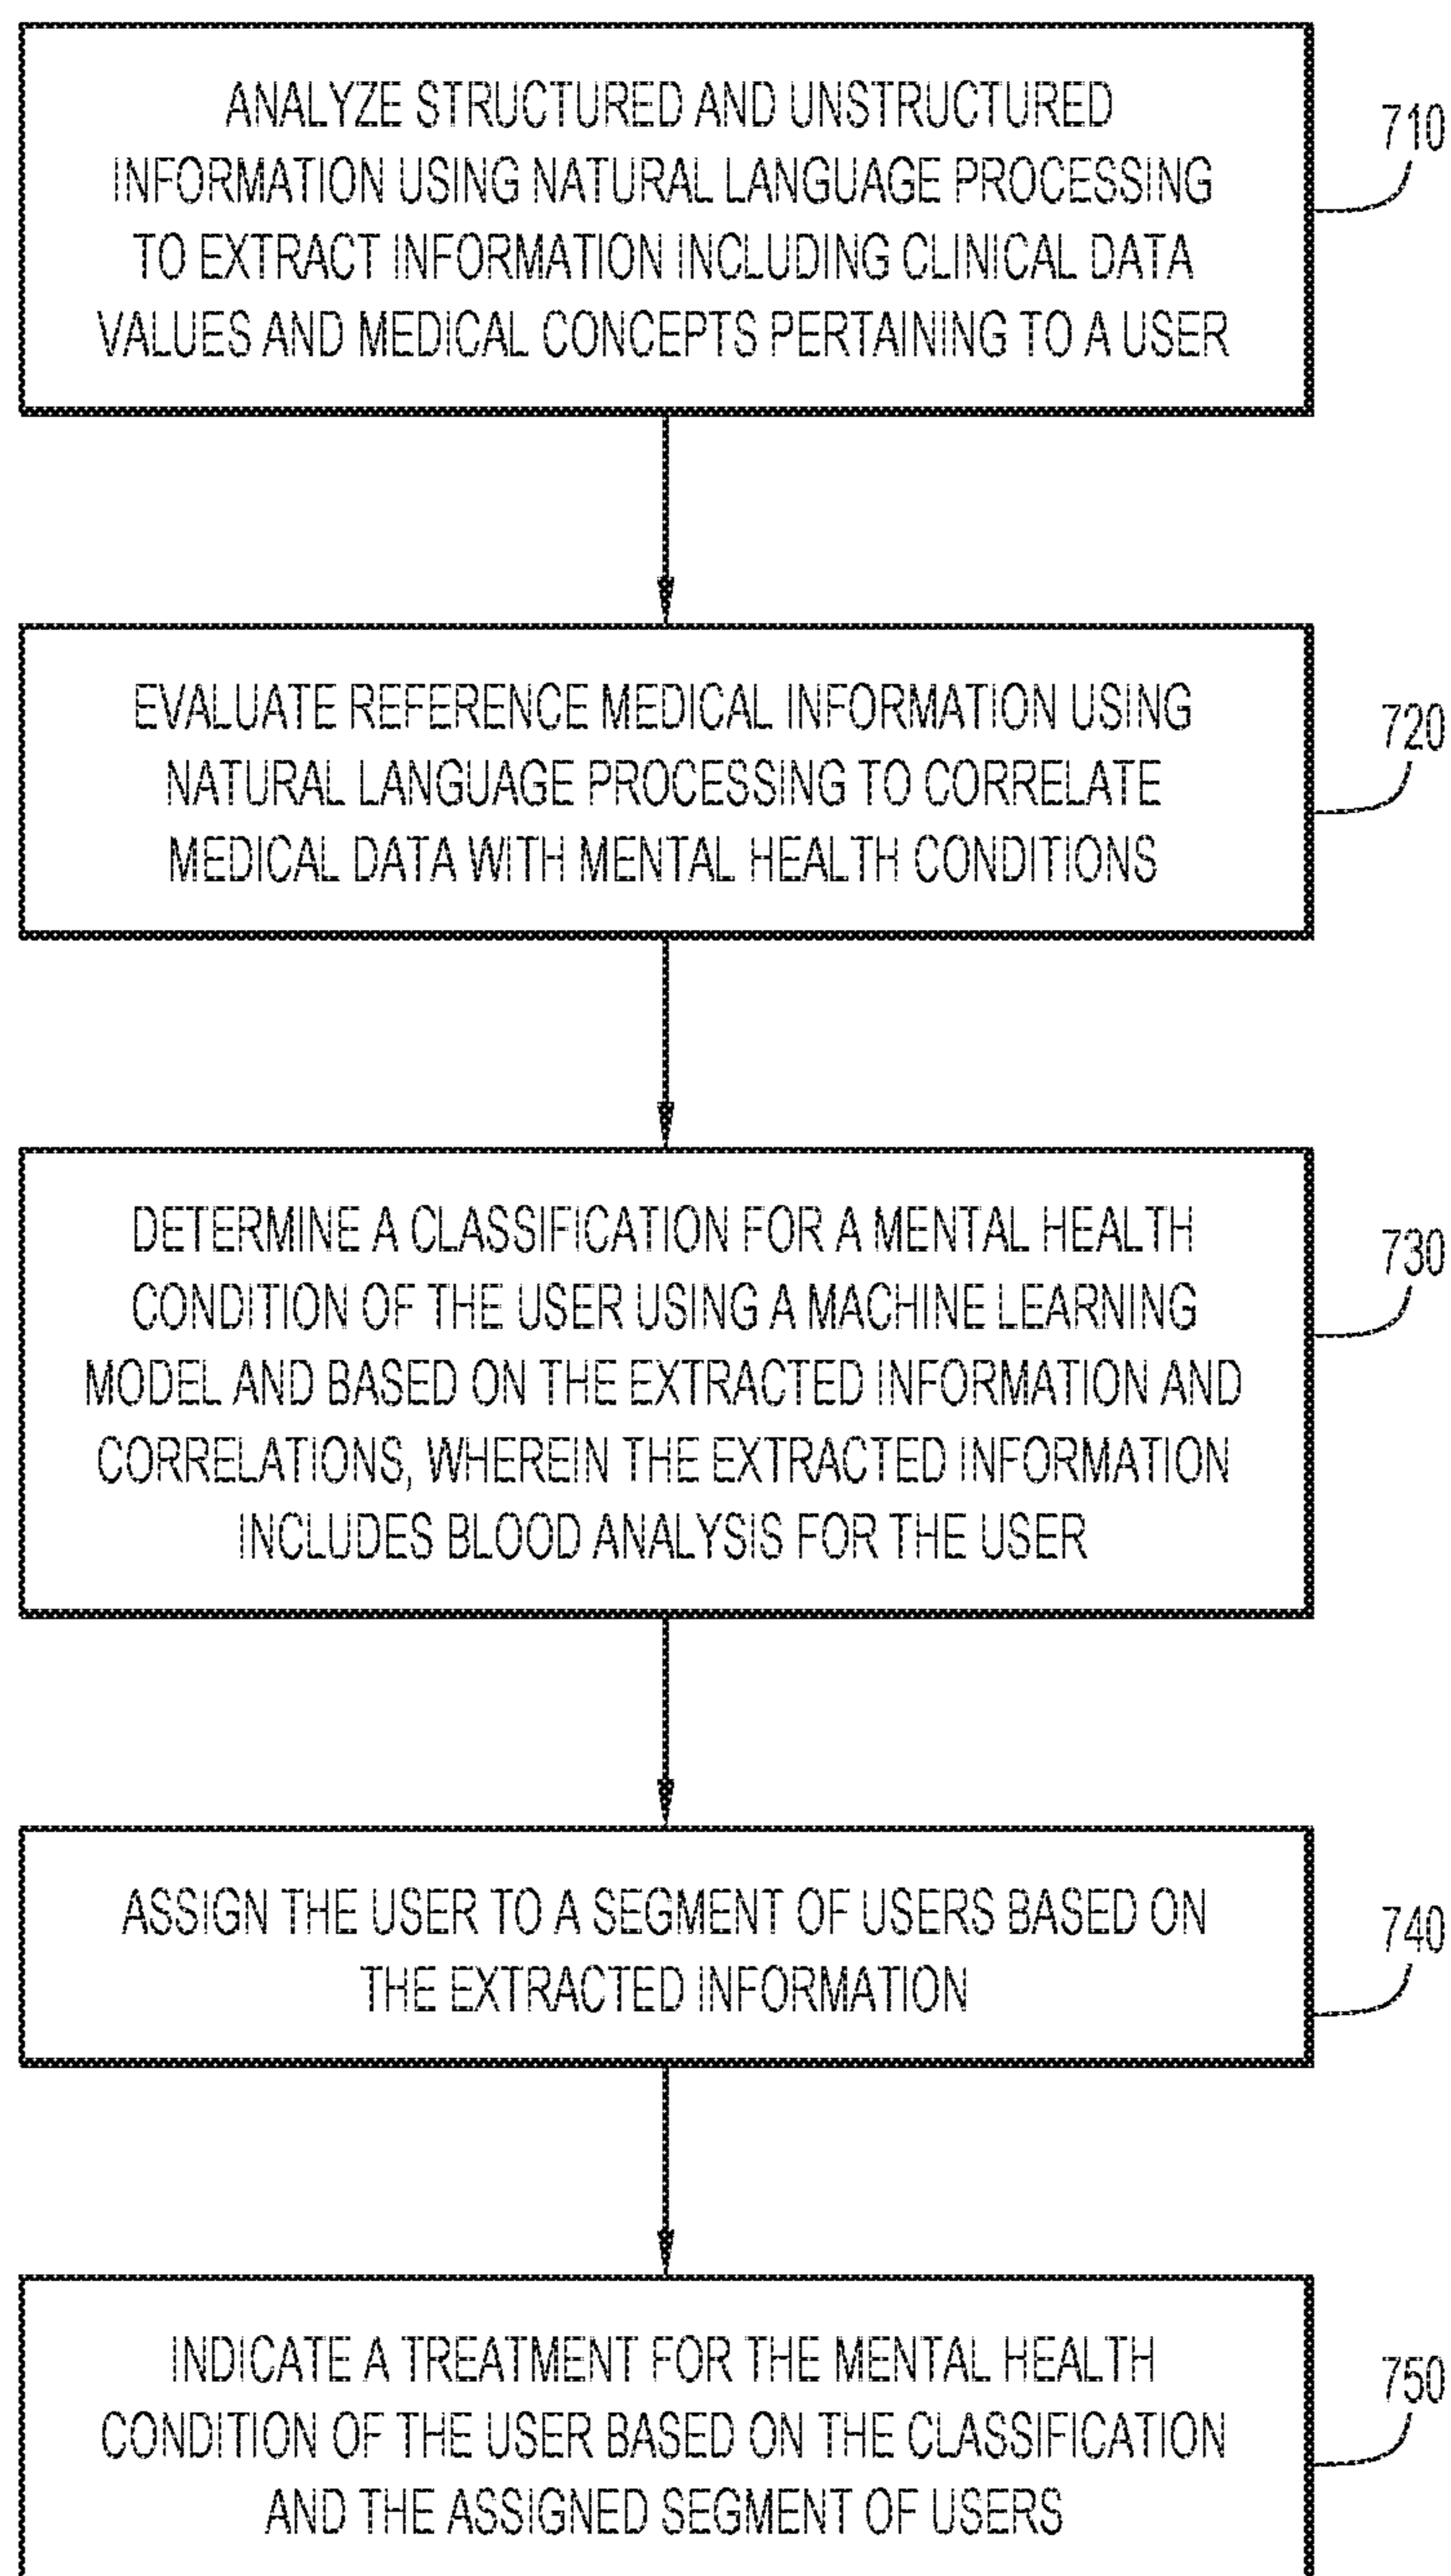 ANALYZE STRUCTURED AND UNSTRUCTURED
INFORMATION USING NATURAL LANGUAGE PROCESSING
TO EXTRACT INFORMATION INCLUDING CLINICAL DATA
VALUES AND MEDICAL CONCEPTS PERTAINING TO A USER
710
EVALUATE REFERENCE MEDICAL INFORMATION USING
NATURAL LANGUAGE PROCESSING TO CORRELATE
MEDICAL DATA WITH MENTAL HEALTH CONDITIONS
720
DETERMINE A CLASSIFICATION FOR A MENTAL HEALTH
CONDITION OF THE USER USING A MACHINE LEARNING
MODEL AND BASED ON THE EXTRACTED INFORMATION AND
CORRELATIONS, WHEREIN THE EXTRACTED INFORMATION
INCLUDES BLOOD ANALYSIS FOR THE USER
730
ASSIGN THE USER TO A SEGMENT OF USERS BASED ON
THE EXTRACTED INFORMATION
740
INDICATE A TREATMENT FOR THE MENTAL HEALTH
CONDITION OF THE USER BASED ON THE CLASSIFICATION
AND THE ASSIGNED SEGMENT OF USERS
750